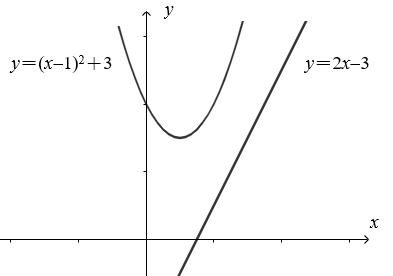 y
y=(x–1)²+3
y=2x–3
x